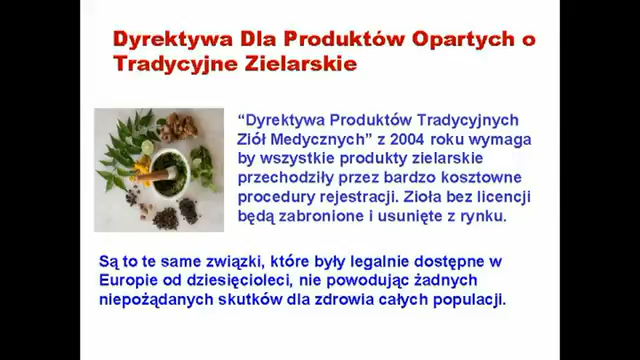 Dyrektywa Dla Produktów Opartych o
Tradycyjne Zielarskie
“Dyrektywa Produktów Tradycyjnych
Ziół Medycznych” z 2004 roku wymaga
by wszystkie produkty zielarskie
przechodziły przez bardzo kosztowne
procedury rejestracji. Zioła bez licencji
będą zabronione i usunięte z rynku.
Są to te same związki, które były legalnie dostępne w
Europie od dziesięcioleci, nie powodując żadnych
niepożądanych skutków dla zdrowia całych populacji.